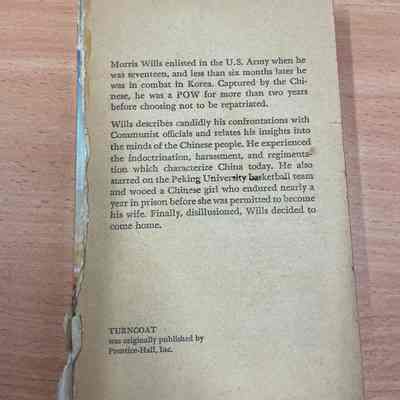 Morris Wills enlisted in the U.S. Army when he
was seventeen, and less than six months later he
was in combat in Korea. Captured by the Chi-
nese, he was a POW for more than two years
before choosing not to be repatriated.
Wills describes candidly his confrontations with
Communist officials and relates his insights into
the minds of the Chinese people. He experienced
the indoctrination, harassment, and regimenta-
tion which characterize China today. He also
starred on the Peking University basketball team
and wooed a Chinese girl who endured nearly a
year in prison before she was permitted to become
his wife. Finally, disillusioned, Wills decided to
come home.
TURNCOAT
was originally published by
Prentice-Hall, Inc.